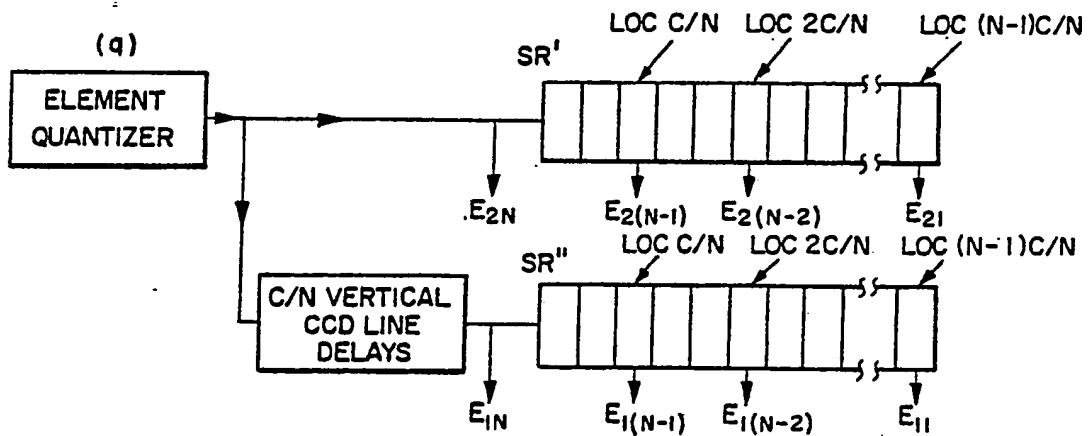 (a)
ELEMENT
QUANTIZER
SR'
LOC C/N
LOC 2C/N
LOC (N-1)C/N
E2N
E2(N-1)
E2(N-2)
E21
C/N VERTICAL
CCD LINE
DELAYS
SR"
LOC C/N
LOC 2C/N
LOC (N-1)C/N
E1N
E1(N-1)
E1(N-2)
E11